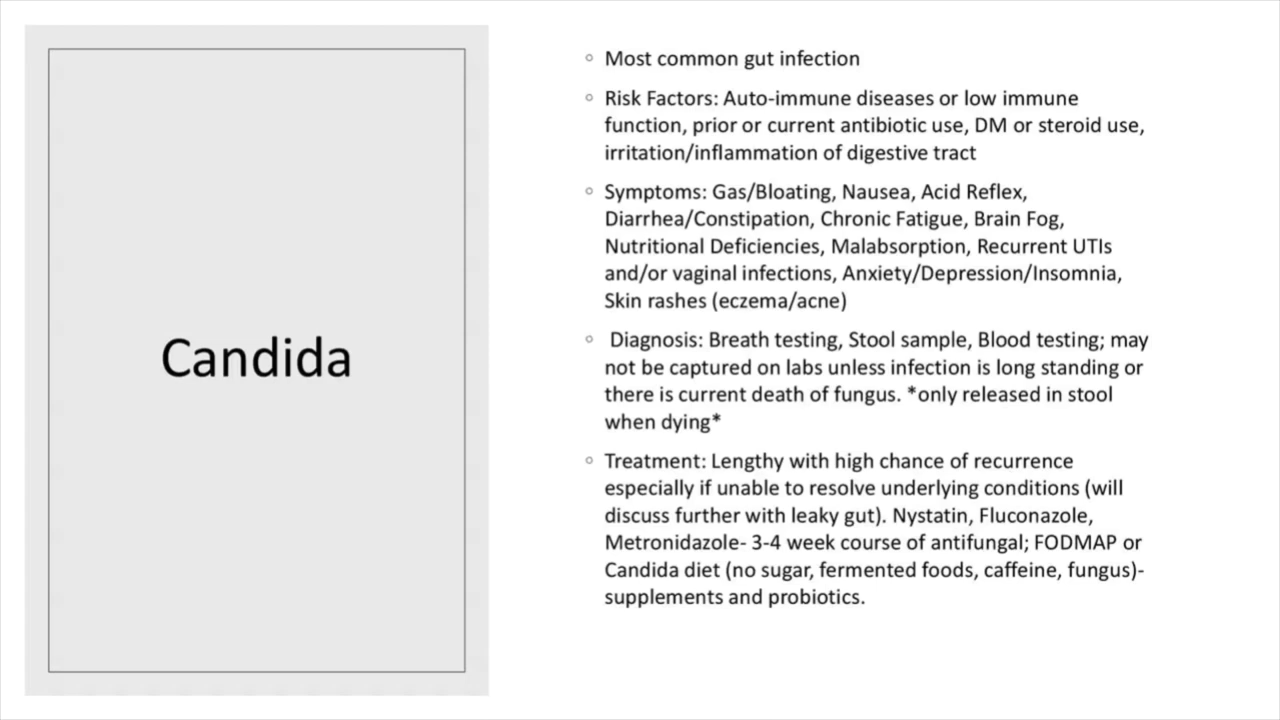 Candida
◦ Most common gut infection
◦ Risk Factors: Auto-immune diseases or low immune
function, prior or current antibiotic use, DM or steroid use,
irritation/inflammation of digestive tract
◦ Symptoms: Gas/Bloating, Nausea, Acid Reflex,
Diarrhea/Constipation, Chronic Fatigue, Brain Fog,
Nutritional Deficiencies, Malabsorption, Recurrent UTIs
and/or vaginal infections, Anxiety/Depression/Insomnia,
Skin rashes (eczema/acne)
◦ Diagnosis: Breath testing, Stool sample, Blood testing; may
not be captured on labs unless infection is long standing or
there is current death of fungus. *only released in stool
when dying*
◦ Treatment: Lengthy with high chance of recurrence
especially if unable to resolve underlying conditions (will
discuss further with leaky gut). Nystatin, Fluconazole,
Metronidazole- 3-4 week course of antifungal; FODMAP or
Candida diet (no sugar, fermented foods, caffeine, fungus)-
supplements and probiotics.